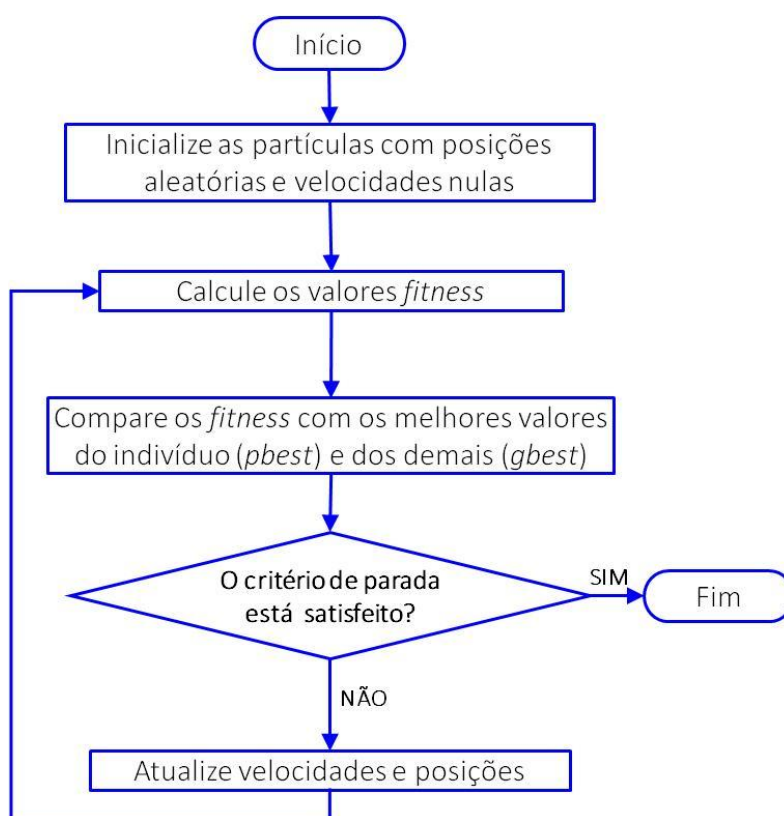 Início
Inicialize as partículas com posições
aleatórias e velocidades nulas
Calcule os valores fitness
Compare os fitness com os melhores valores
do indivíduo (pbest) e dos demais (gbest)
O critério de parada
está satisfeito?
SIM
Fim
NÃO
Atualize velocidades e posições